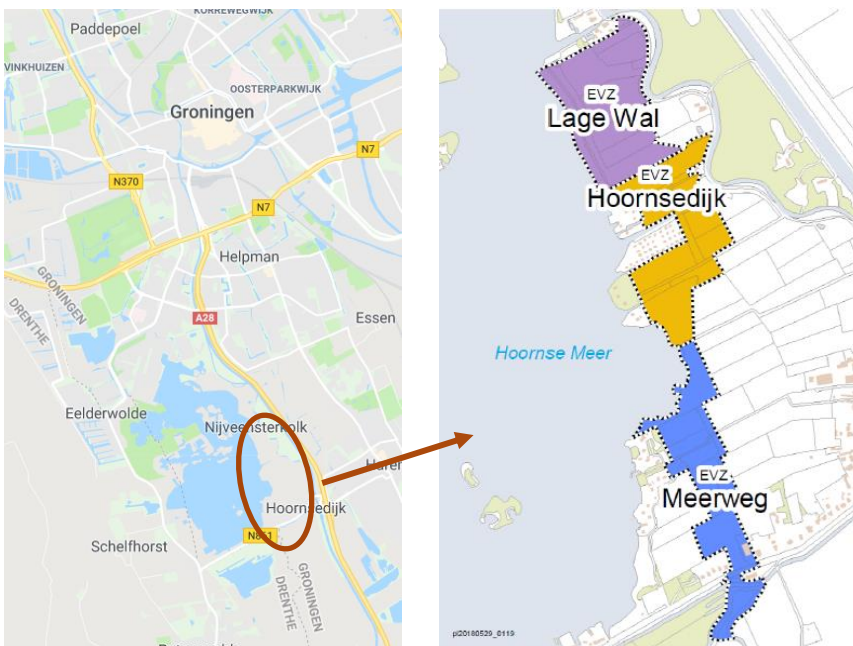 KORREWEGWIJK
Paddepoel
VINKHUIZEN
OOSTERPARKWIJK
Groningen
N7
N370
N7
Helpman
GRONINGEN
DRENTHE
A28
Essen
Eelderwolde
Nijveensterkolk
Hoornsedijk
Schelfhorst
GRONINGEN
DRENTHE
EVZ
Lage Wal
EVZ
Hoornsedijk
Hoornse Meer
EVZ
Meerweg
pl20180529_0119